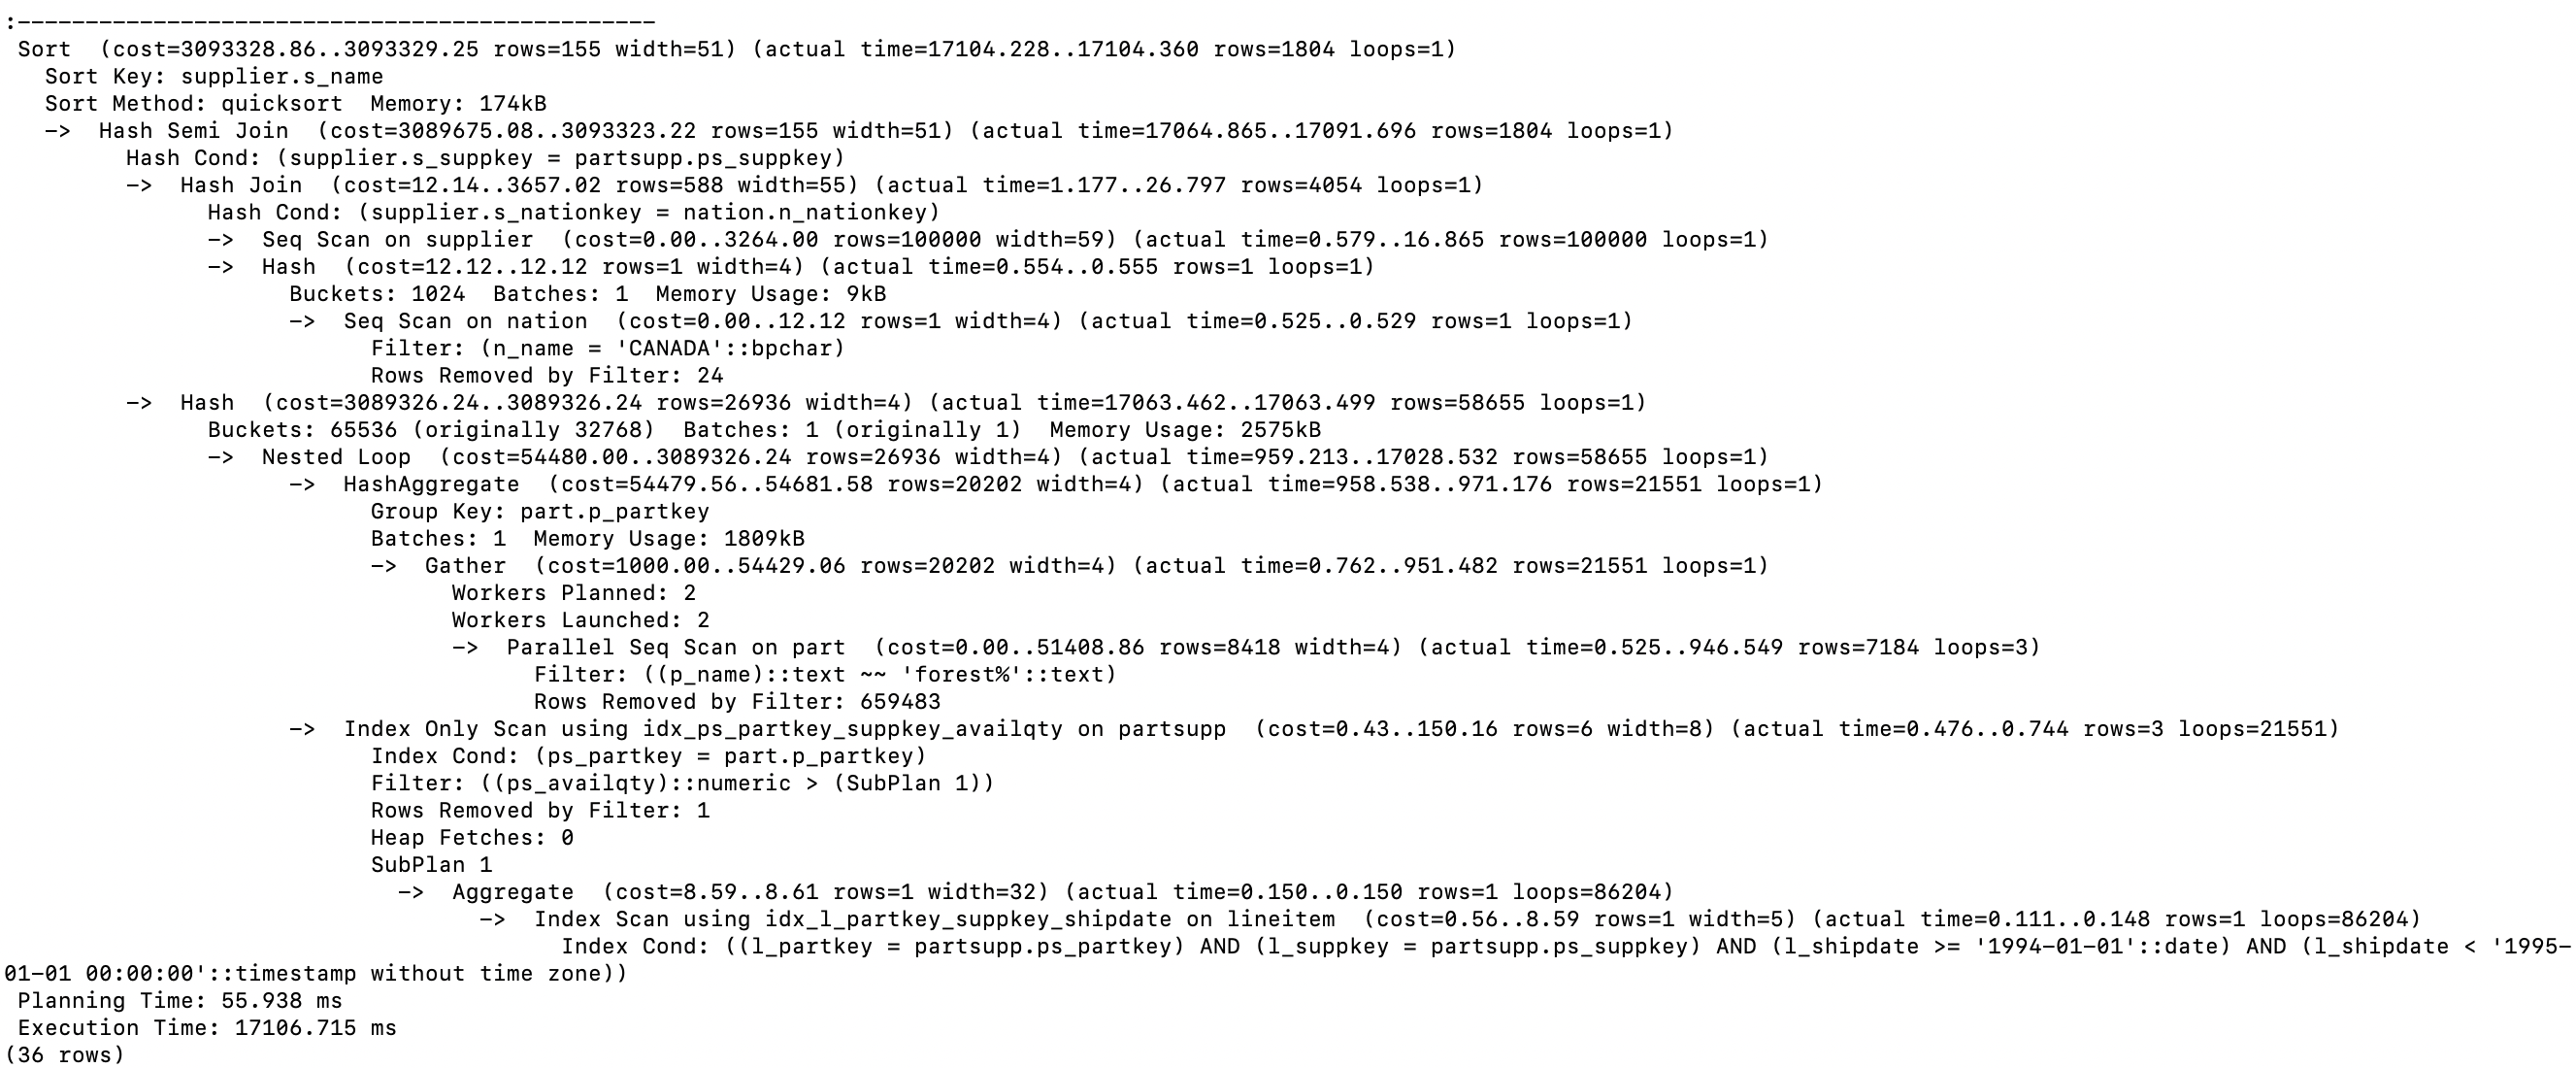 :-----------------------------------------------
Sort  (cost=3093328.86..3093329.25 rows=155 width=51) (actual time=17104.228..17104.360 rows=1804 loops=1)
  Sort Key: supplier.s_name
  Sort Method: quicksort  Memory: 174kB
  ->  Hash Semi Join  (cost=3089675.08..3093323.22 rows=155 width=51) (actual time=17064.865..17091.696 rows=1804 loops=1)
        Hash Cond: (supplier.s_suppkey = partsupp.ps_suppkey)
        ->  Hash Join  (cost=12.14..3657.02 rows=588 width=55) (actual time=1.177..26.797 rows=4054 loops=1)
              Hash Cond: (supplier.s_nationkey = nation.n_nationkey)
              ->  Seq Scan on supplier  (cost=0.00..3264.00 rows=100000 width=59) (actual time=0.579..16.865 rows=100000 loops=1)
              ->  Hash  (cost=12.12..12.12 rows=1 width=4) (actual time=0.554..0.555 rows=1 loops=1)
                    Buckets: 1024  Batches: 1  Memory Usage: 9kB
                    ->  Seq Scan on nation  (cost=0.00..12.12 rows=1 width=4) (actual time=0.525..0.529 rows=1 loops=1)
                          Filter: (n_name = 'CANADA'::bpchar)
                          Rows Removed by Filter: 24
        ->  Hash  (cost=3089326.24..3089326.24 rows=26936 width=4) (actual time=17063.462..17063.499 rows=58655 loops=1)
              Buckets: 65536 (originally 32768)  Batches: 1 (originally 1)  Memory Usage: 2575kB
              ->  Nested Loop  (cost=54480.00..3089326.24 rows=26936 width=4) (actual time=959.213..17028.532 rows=58655 loops=1)
                    ->  HashAggregate  (cost=54479.56..54681.58 rows=20202 width=4) (actual time=958.538..971.176 rows=21551 loops=1)
                          Group Key: part.p_partkey
                          Batches: 1  Memory Usage: 1809kB
                          ->  Gather  (cost=1000.00..54429.06 rows=20202 width=4) (actual time=0.762..951.482 rows=21551 loops=1)
                                Workers Planned: 2
                                Workers Launched: 2
                                ->  Parallel Seq Scan on part  (cost=0.00..51408.86 rows=8418 width=4) (actual time=0.525..946.549 rows=7184 loops=3)
                                      Filter: ((p_name)::text ~~ 'forest%'::text)
                                      Rows Removed by Filter: 659483
                    ->  Index Only Scan using idx_ps_partkey_suppkey_availqty on partsupp  (cost=0.43..150.16 rows=6 width=8) (actual time=0.476..0.744 rows=3 loops=21551)
                          Index Cond: (ps_partkey = part.p_partkey)
                          Filter: ((ps_availqty)::numeric > (SubPlan 1))
                          Rows Removed by Filter: 1
                          Heap Fetches: 0
                          SubPlan 1
                            ->  Aggregate  (cost=8.59..8.61 rows=1 width=32) (actual time=0.150..0.150 rows=1 loops=86204)
                                  ->  Index Scan using idx_l_partkey_suppkey_shipdate on lineitem  (cost=0.56..8.59 rows=1 width=5) (actual time=0.111..0.148 rows=1 loops=86204)
                                        Index Cond: ((l_partkey = partsupp.ps_partkey) AND (l_suppkey = partsupp.ps_suppkey) AND (l_shipdate >= '1994-01-01'::date) AND (l_shipdate < '1995-
01-01 00:00:00'::timestamp without time zone))
Planning Time: 55.938 ms
Execution Time: 17106.715 ms
(36 rows)